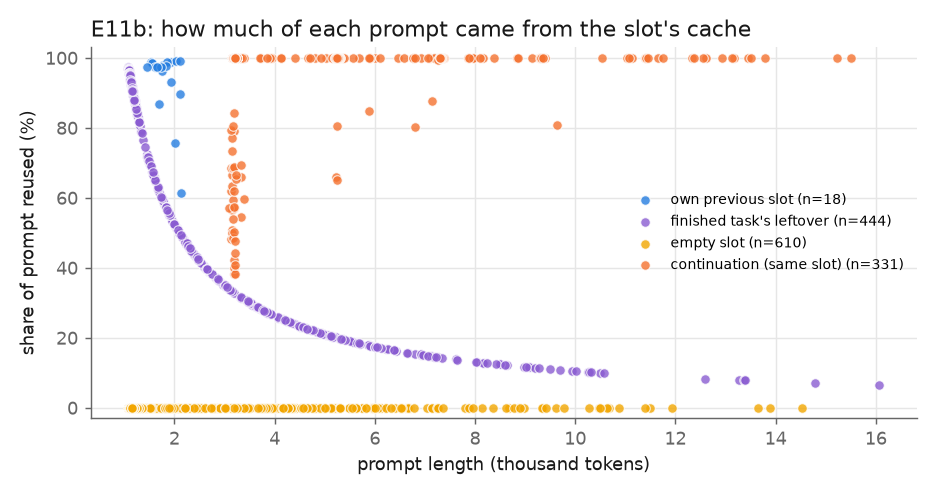 E11b: how much of each prompt came from the slot's cache
share of prompt reused (%)
100
80
60
40
20
0
own previous slot (n=18)
finished task's leftover (n=444)
empty slot (n=610)
continuation (same slot) (n=331)
2 4 6 8 10 12 14 16
prompt length (thousand tokens)